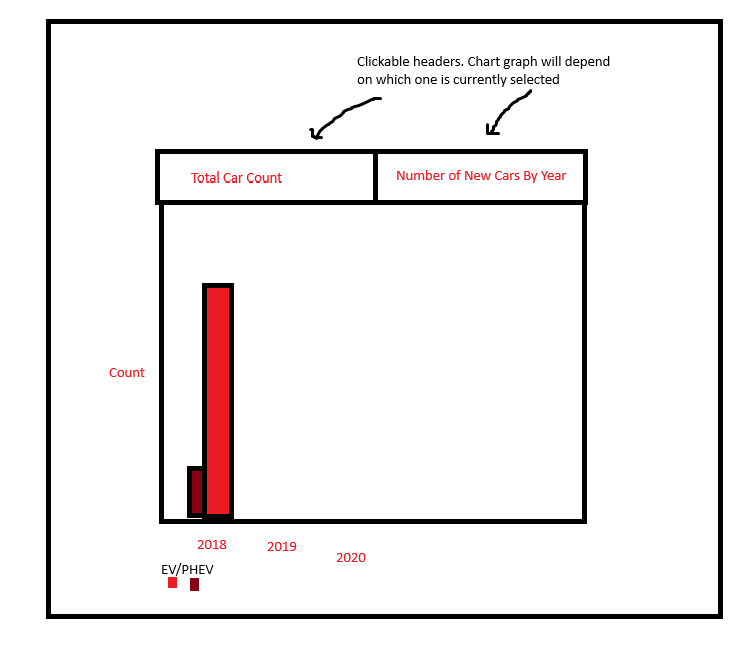 Clickable headers. Chart graph will depend
on which one is currently selected
Total Car Count
Number of New Cars By Year
Count
2018
2019
2020
EV/PHEV